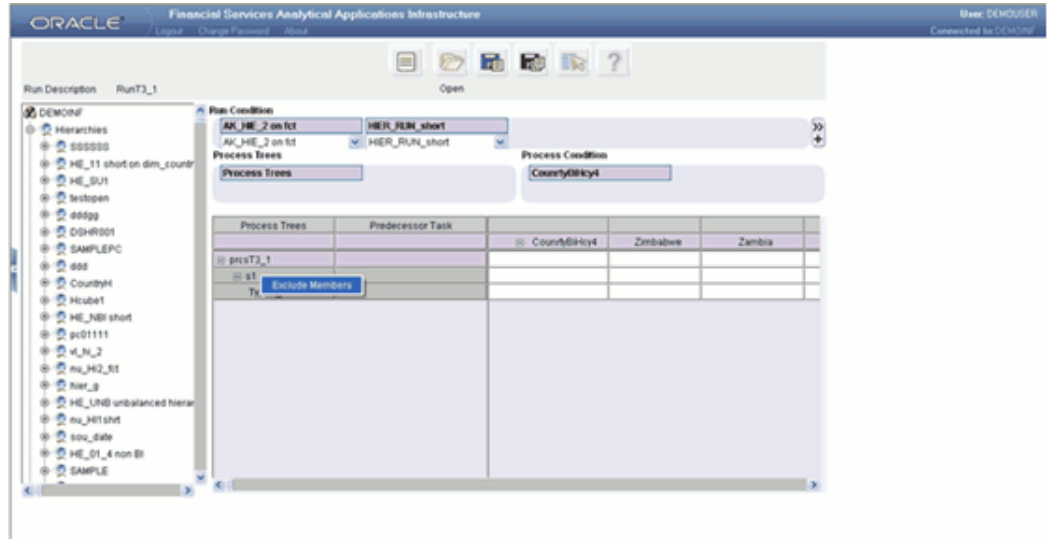 ORACLE
Financial Services Analytical Applications Infrastructure
User: DEMOUSER
Logout Change Password About
Connected to: DEMOINF
Run Description RunT3_1
Open
DEMOINF
Hierarchies
SSSSSS
HE_11 short on dim_countr
HE_SU1
testopen
dddgg
DSHR001
SAMPLEPC
ddd
CountryH
Hcube1
HE_NBI short
pc01111
vl_hi_2
nu_Hi2_fct
hier_g
HE_UNB unbalanced hierar
nu_HI1shrt
sou_date
HE_01_4 non BI
SAMPLE
Run Condition
AK_HIE_2 on fct HIER_RUN_short
AK_HIE_2 on fct HIER_RUN_short
Process Trees Process Condition
Process Trees CounrtyBiHcy4
Process Trees Predecessor Task
CounrtyBiHcy4 Zimbabwe Zambia
prcsT3_1
s1
Exclude Members